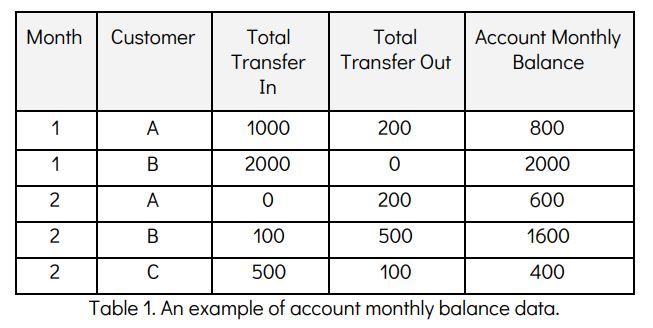 Month Customer Total Transfer In Total Transfer Out Account Monthly Balance
1 A 1000 200 800
1 B 2000 0 2000
2 A 0 200 600
2 B 100 500 1600
2 C 500 100 400
Table 1. An example of account monthly balance data.